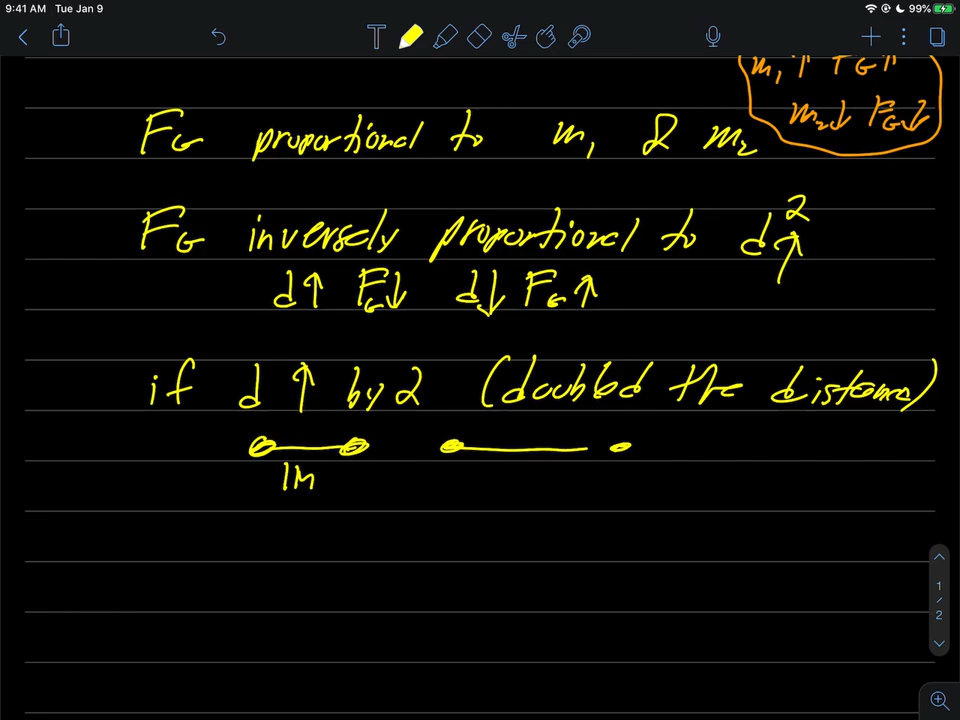 9:41 AM Tue Jan 9
99%
m₁↑ FG↑
m₂↓ FG↓
FG proportional to m₁ & m₂
FG inversely proportional to d²↑
d↑ FG↓ d↓ FG↑
if d ↑ by 2 (doubled the distance)
1m
1
/
2